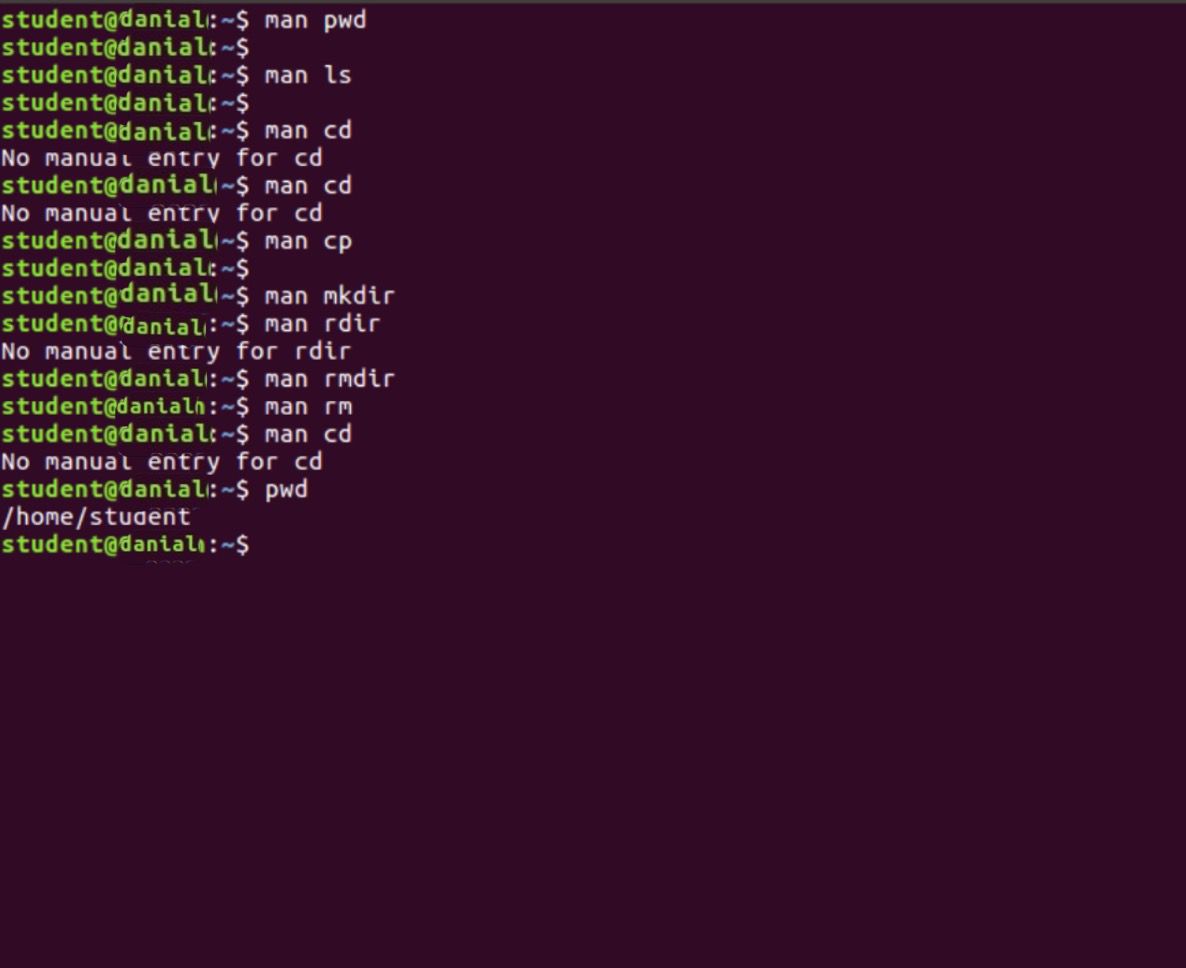 student@danial:~$ man pwd
student@danial:~$
student@danial:~$ man ls
student@danial:~$
student@danial:~$ man cd
No manual entry for cd
student@danial:~$ man cd
No manual entry for cd
student@danial:~$ man cp
student@danial:~$
student@danial:~$ man mkdir
student@danial:~$ man rdir
No manual entry for rdir
student@danial:~$ man rmdir
student@danial:~$ man rm
student@danial:~$ man cd
No manual entry for cd
student@danial:~$ pwd
/home/student
student@danial:~$